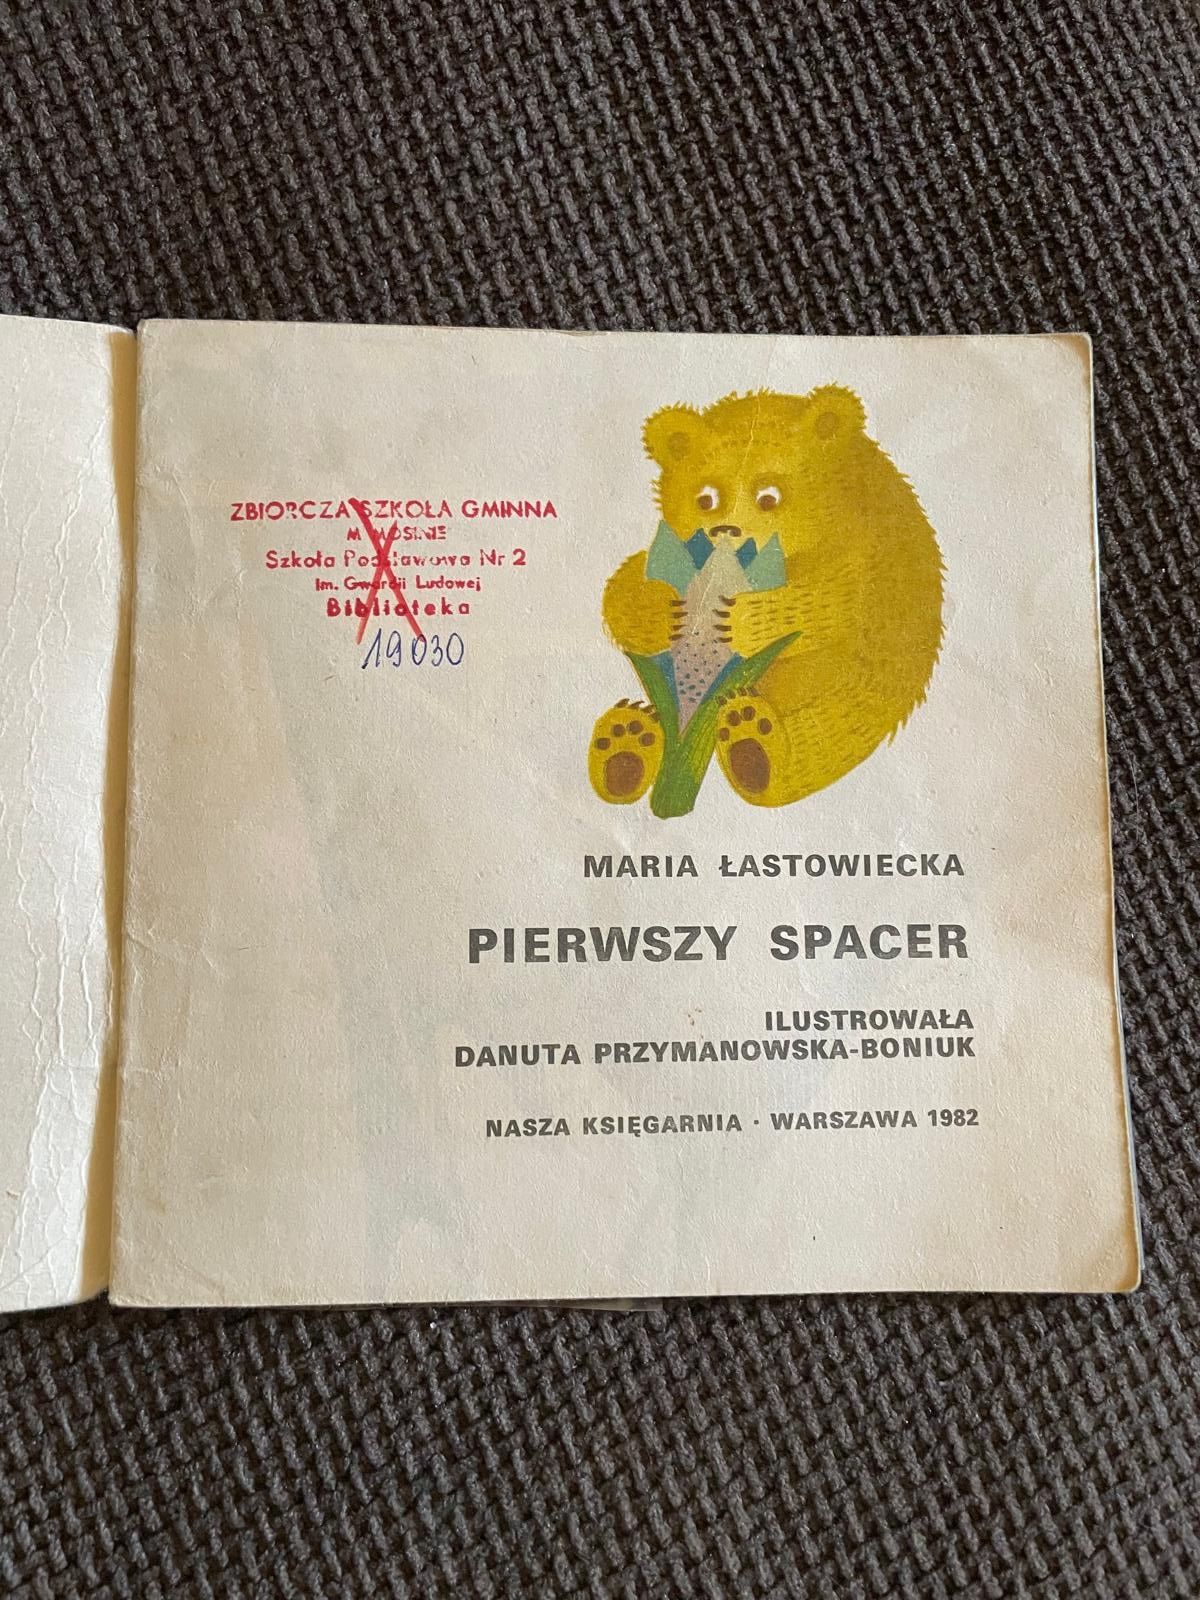 ZBIORCZA SZKOŁA GMINNA
W MOSINIE
Szkoła Podstawowa Nr 2
Im. Gwardii Ludowej
Biblioteka
19030
MARIA ŁASTOWIECKA
PIERWSZY SPACER
ILUSTROWAŁA
DANUTA PRZYMANOWSKA-BONIUK
NASZA KSIĘGARNIA · WARSZAWA 1982